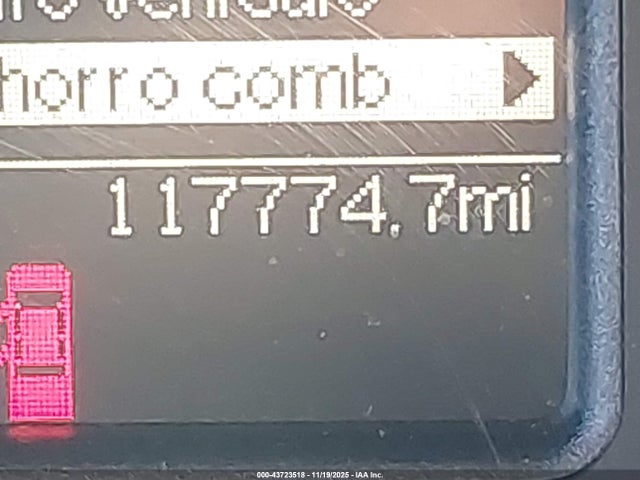 horro comb
117774.7mi
000-43723518 - 11/19/2025 - IAA Inc.